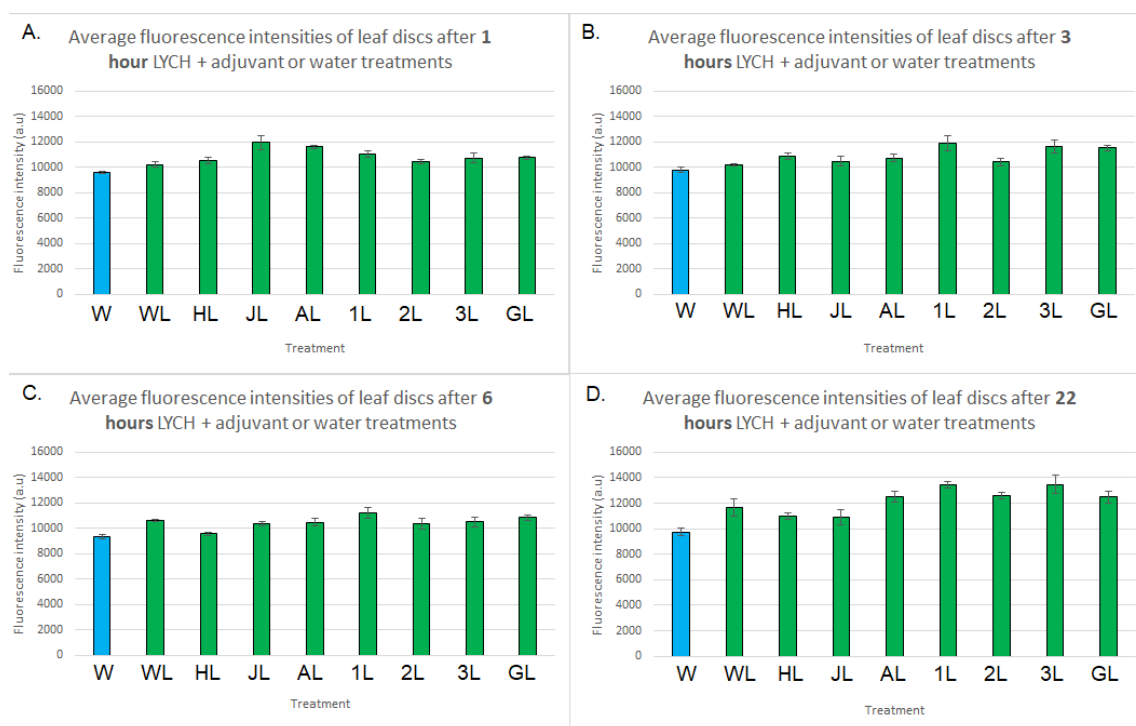 A.
Average fluorescence intensities of leaf discs after 1
hour LYCH + adjuvant or water treatments
Fluorescence intensity (a.u)
16000
14000
12000
10000
8000
6000
4000
2000
0
W WL HL JL AL 1L 2L 3L GL
Treatment
B.
Average fluorescence intensities of leaf discs after 3
hours LYCH + adjuvant or water treatments
Fluorescence intensity (a.u)
16000
14000
12000
10000
8000
6000
4000
2000
0
W WL HL JL AL 1L 2L 3L GL
Treatment
C.
Average fluorescence intensities of leaf discs after 6
hours LYCH + adjuvant or water treatments
Fluorescence intensity (a.u)
16000
14000
12000
10000
8000
6000
4000
2000
0
W WL HL JL AL 1L 2L 3L GL
Treatment
D.
Average fluorescence intensities of leaf discs after 22
hours LYCH + adjuvant or water treatments
Fluorescence intensity (a.u)
16000
14000
12000
10000
8000
6000
4000
2000
0
W WL HL JL AL 1L 2L 3L GL
Treatment